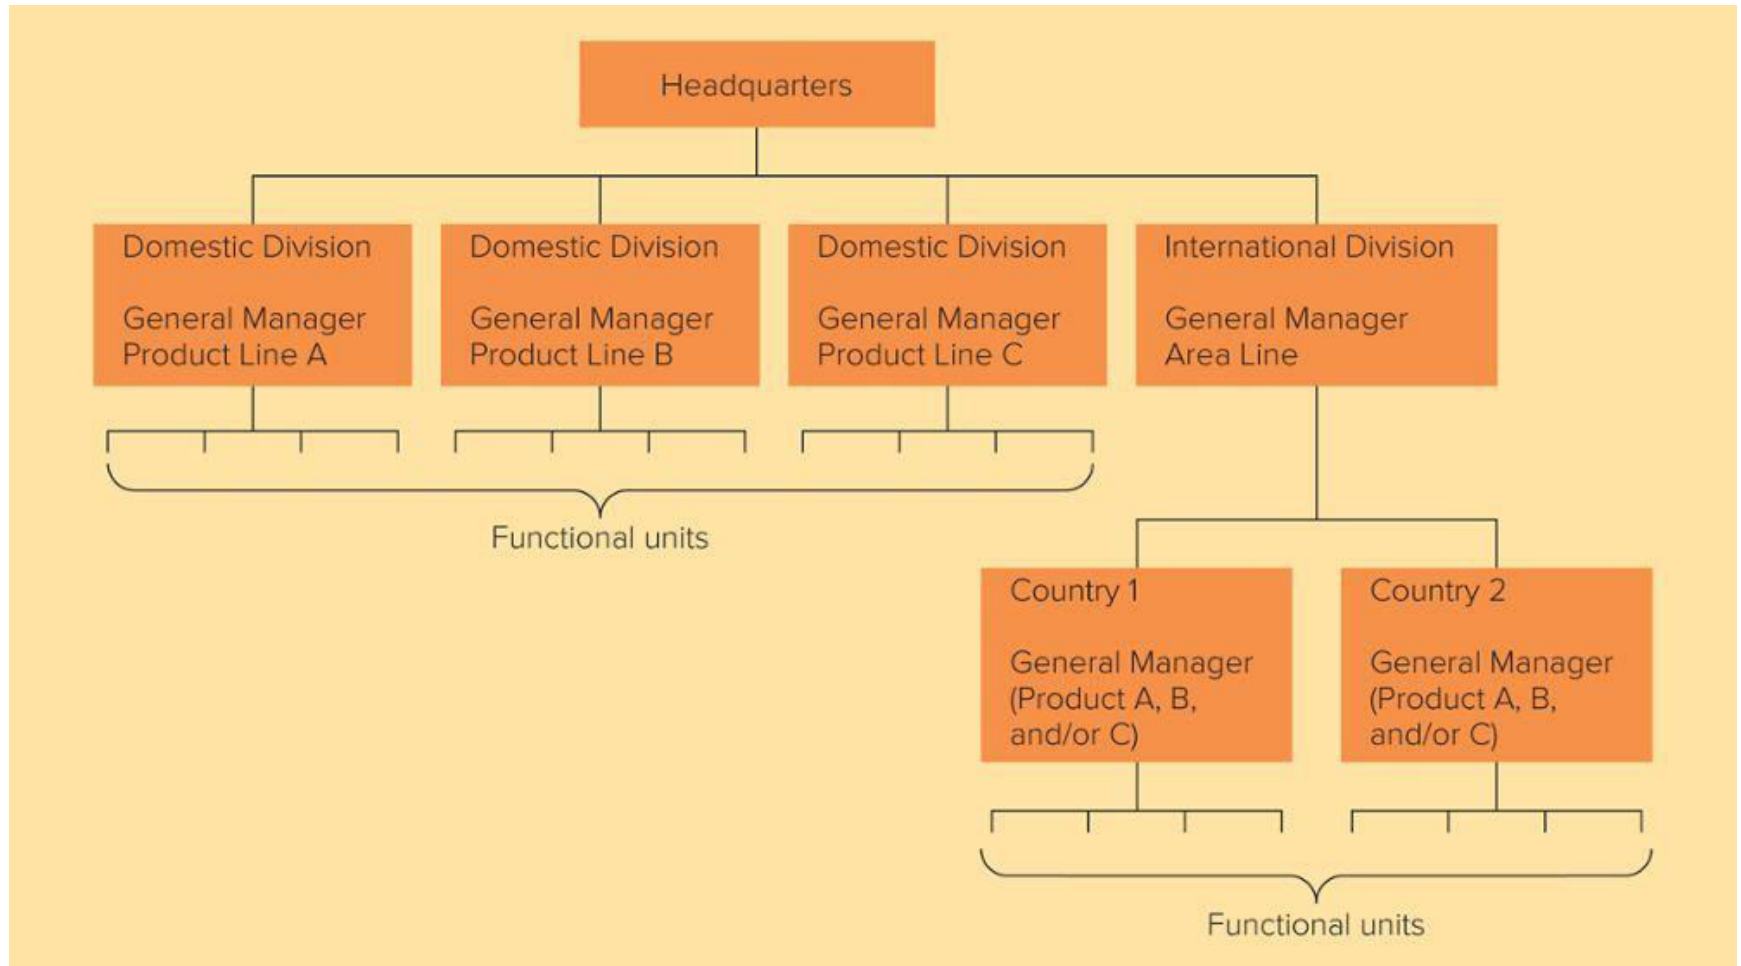 Headquarters
Domestic Division
General Manager
Product Line A
Domestic Division
General Manager
Product Line B
Domestic Division
General Manager
Product Line C
International Division
General Manager
Area Line
Functional units
Country 1
General Manager
(Product A, B,
and/or C)
Country 2
General Manager
(Product A, B,
and/or C)
Functional units